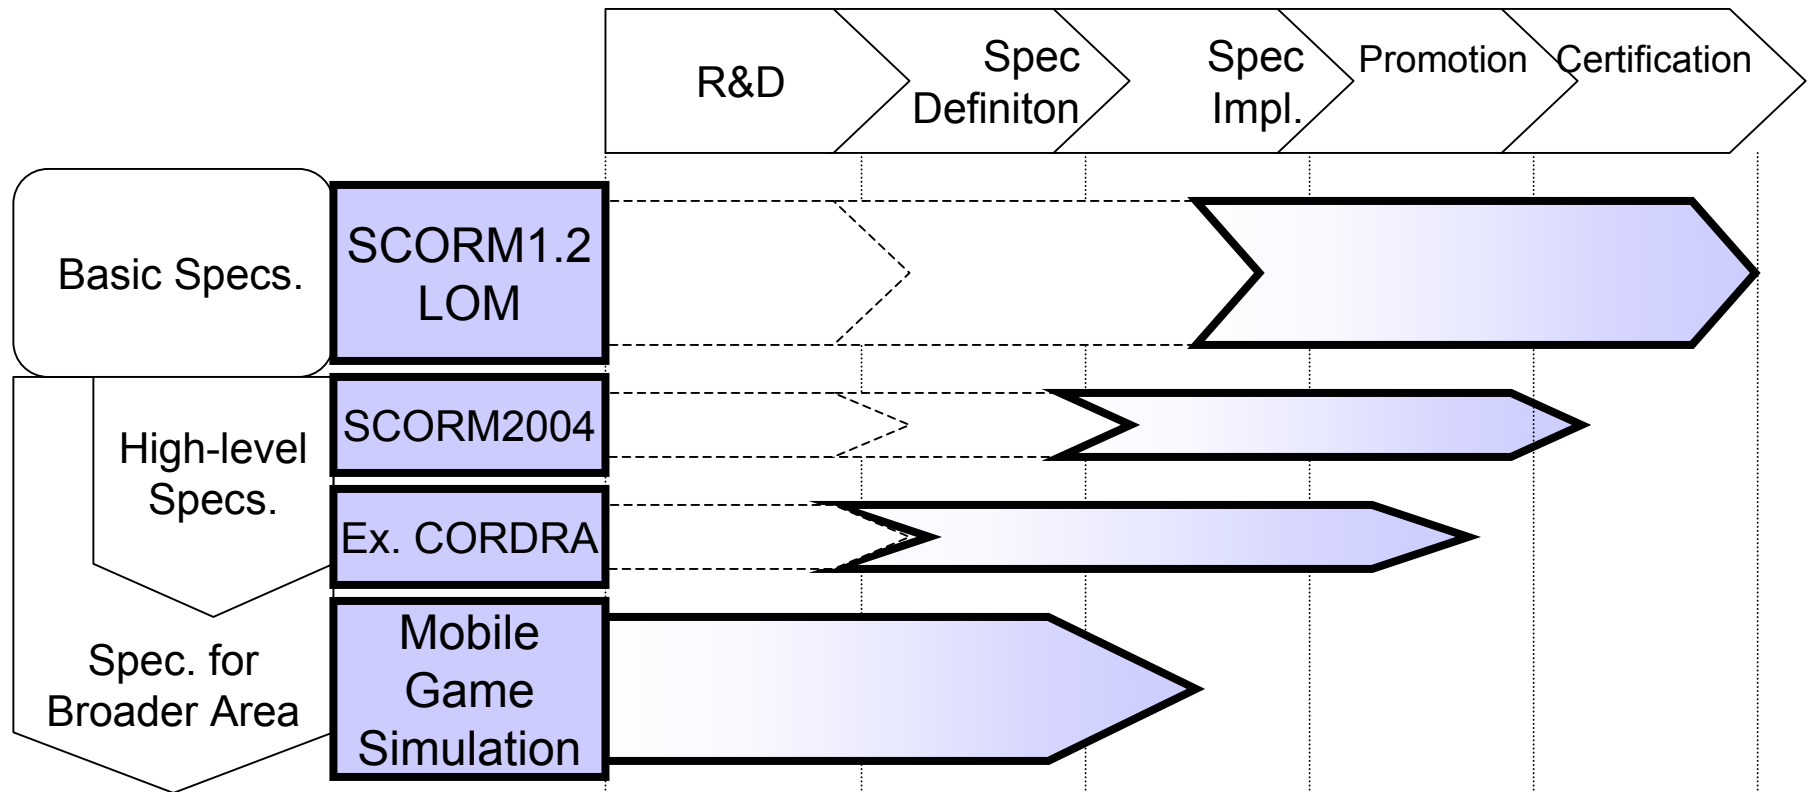 R&D
Spec
Definiton
Spec
Impl.
Promotion
Certification
Basic Specs.
SCORM1.2
LOM
High-level
Specs.
SCORM2004
Ex. CORDRA
Spec. for
Broader Area
Mobile
Game
Simulation